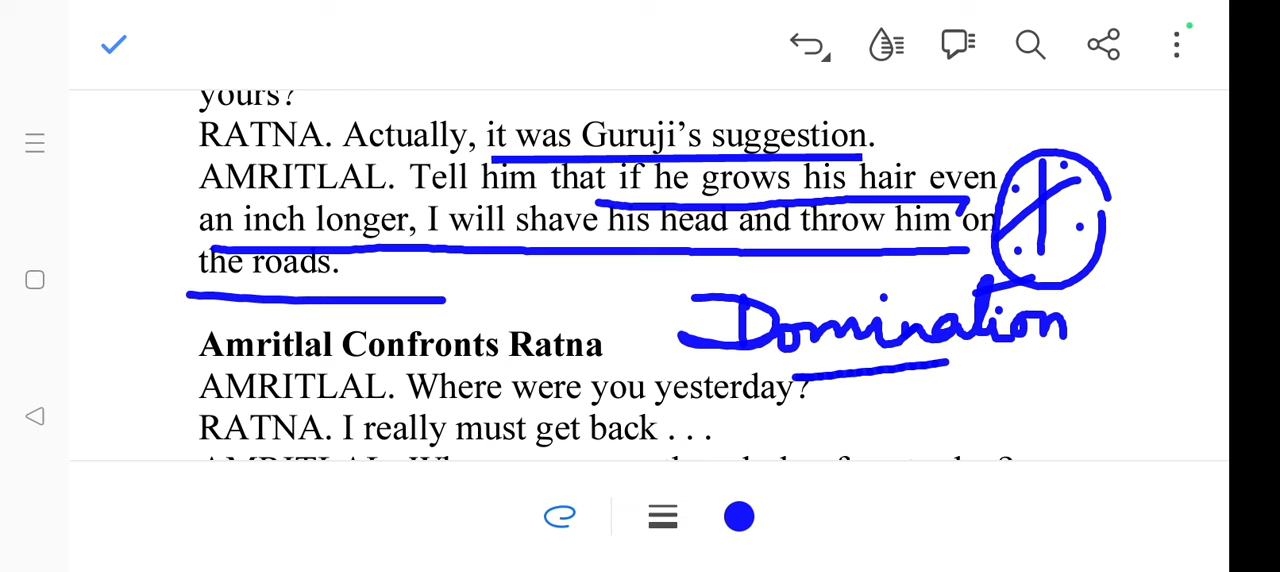 yours?
RATNA. Actually, it was Guruji’s suggestion.
AMRITLAL. Tell him that if he grows his hair even
an inch longer, I will shave his head and throw him on
the roads.
Domination
Amritlal Confronts Ratna
AMRITLAL. Where were you yesterday?
RATNA. I really must get back . . .